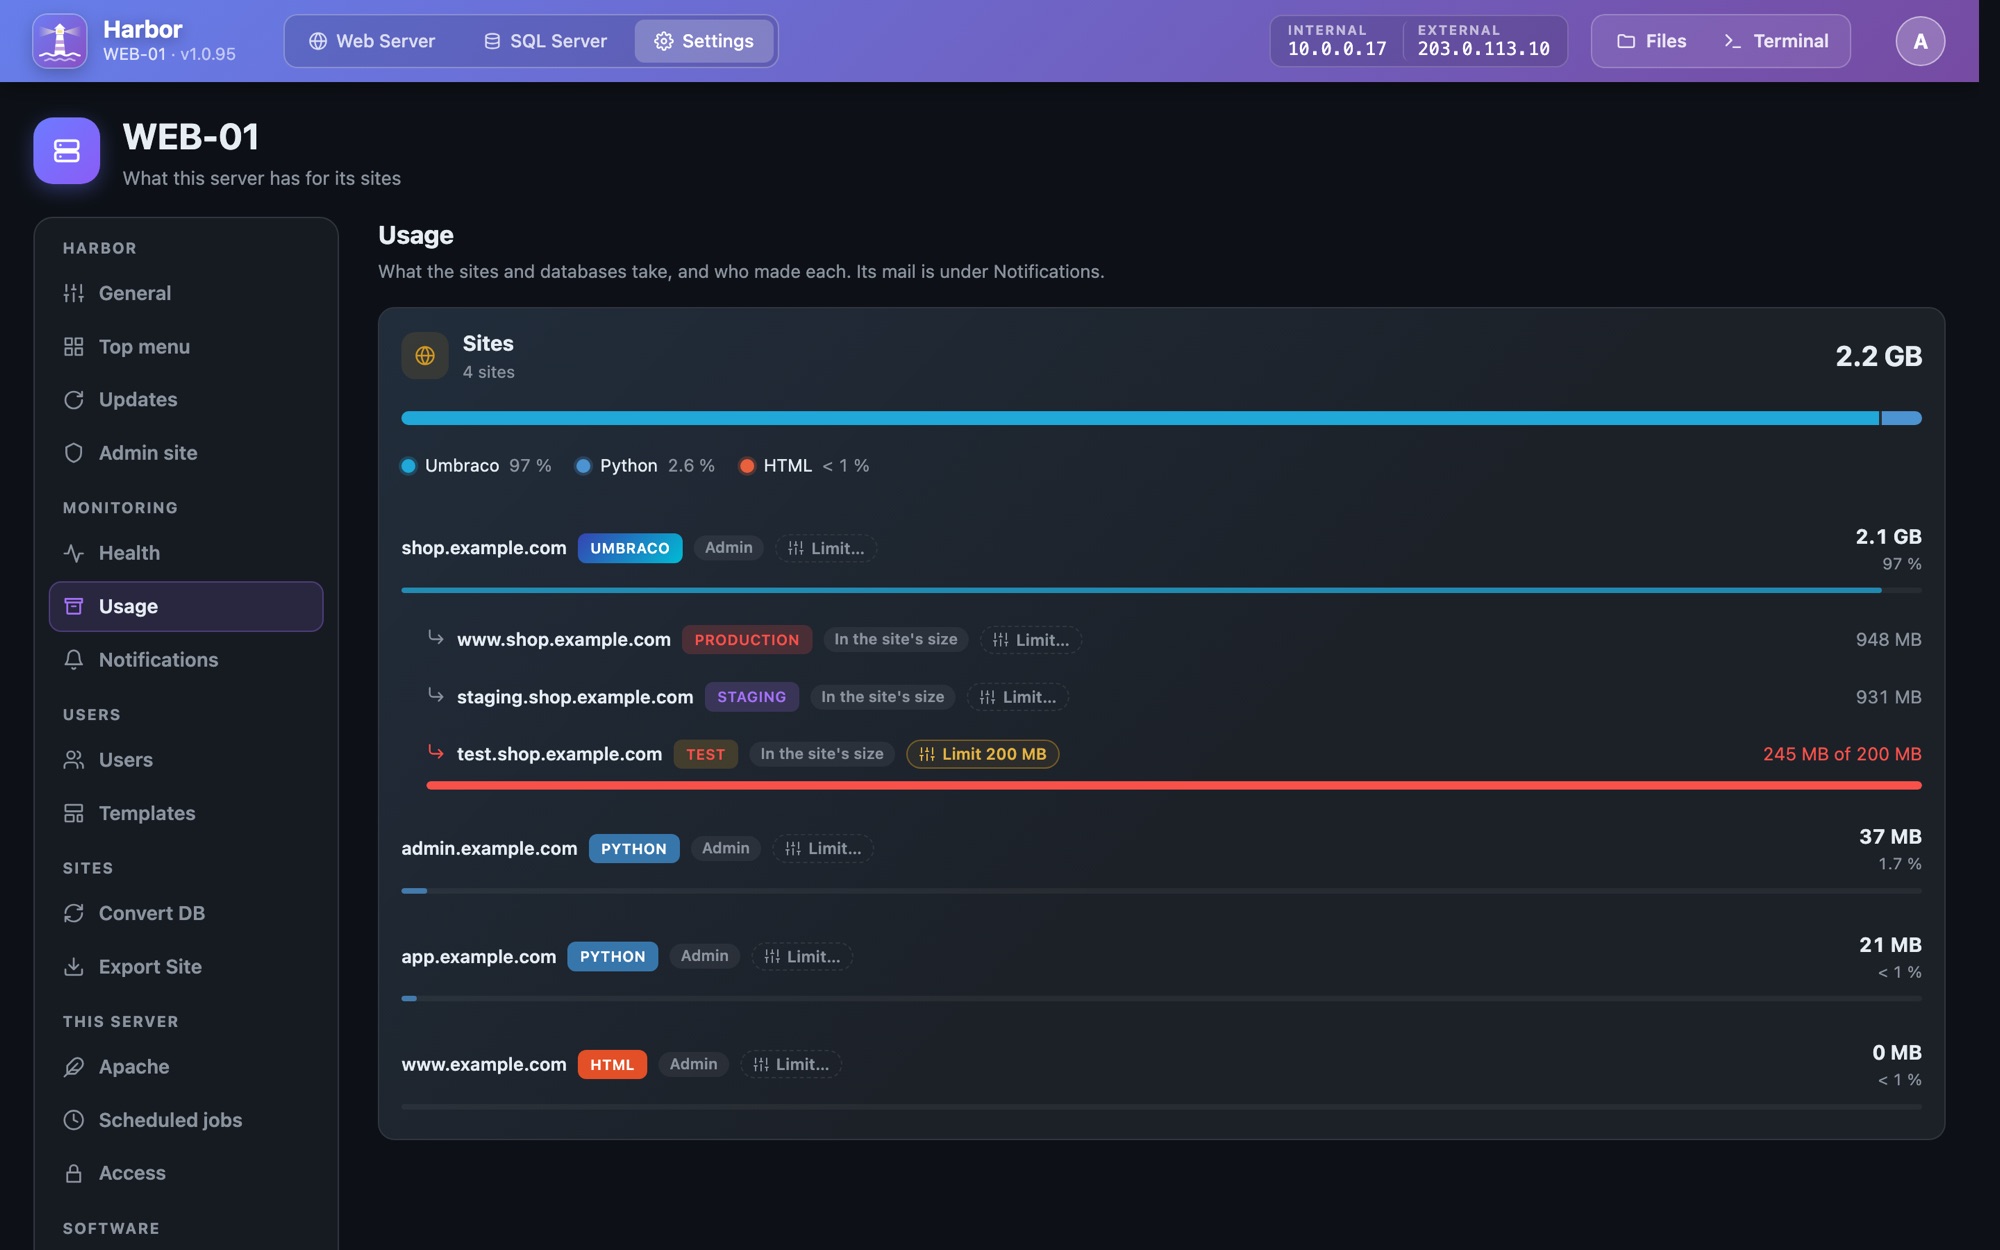 Harbor
WEB-01 · v1.0.95
Web Server
SQL Server
Settings
INTERNAL
10.0.0.17
EXTERNAL
203.0.113.10
Files
Terminal
A
WEB-01
What this server has for its sites
HARBOR
General
Top menu
Updates
Admin site
MONITORING
Health
Usage
Notifications
USERS
Users
Templates
SITES
Convert DB
Export Site
THIS SERVER
Apache
Scheduled jobs
Access
SOFTWARE
Usage
What the sites and databases take, and who made each. Its mail is under Notifications.
Sites
4 sites
2.2 GB
Umbraco 97 % Python 2.6 % HTML < 1 %
shop.example.com UMBRACO Admin Limit... 2.1 GB
97 %
www.shop.example.com PRODUCTION In the site's size Limit... 948 MB
staging.shop.example.com STAGING In the site's size Limit... 931 MB
test.shop.example.com TEST In the site's size Limit 200 MB 245 MB of 200 MB
admin.example.com PYTHON Admin Limit... 37 MB
1.7 %
app.example.com PYTHON Admin Limit... 21 MB
< 1 %
www.example.com HTML Admin Limit... 0 MB
< 1 %